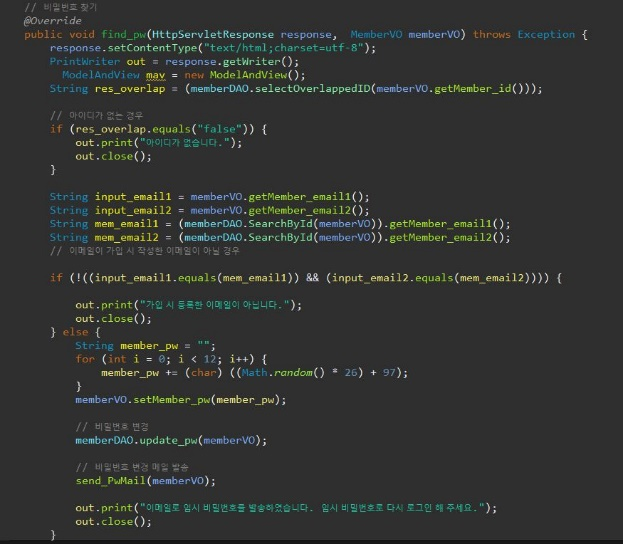 // 비밀번호 찾기
@Override
public void find_pw(HttpServletResponse response,  MemberVO memberVO) throws Exception {
    response.setContentType("text/html;charset=utf-8");
    PrintWriter out = response.getWriter();
      ModelAndView mav = new ModelAndView();
    String res_overlap = (memberDAO.selectOverlappedID(memberVO.getMember_id()));

    // 아이디가 없는 경우
    if (res_overlap.equals("false")) {
        out.print("아이디가 없습니다.");
        out.close();
    }

    String input_email1 = memberVO.getMember_email1();
    String input_email2 = memberVO.getMember_email2();
    String mem_email1 = (memberDAO.SearchById(memberVO)).getMember_email1();
    String mem_email2 = (memberDAO.SearchById(memberVO)).getMember_email2();
    // 이메일이 가입 시 작성한 이메일이 아닐 경우

    if (!((input_email1.equals(mem_email1)) && (input_email2.equals(mem_email2)))) {

        out.print("가입 시 등록한 이메일이 아닙니다.");
        out.close();
    } else {
        String member_pw = "";
        for (int i = 0; i < 12; i++) {
            member_pw += (char) ((Math.random() * 26) + 97);
        }
        memberVO.setMember_pw(member_pw);

        // 비밀번호 변경
        memberDAO.update_pw(memberVO);

        // 비밀번호 변경 메일 발송
        send_PwMail(memberVO);

        out.print("이메일로 임시 비밀번호를 발송하였습니다.  임시 비밀번호로 다시 로그인 해 주세요.");
        out.close();
    }